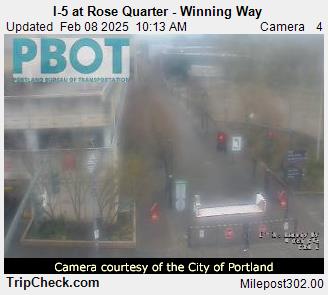 I-5 at Rose Quarter - Winning Way
Updated Feb 08 2025 10:13 AM Camera 4
PBOT
PORTLAND BUREAU OF TRANSPORTATION
Camera courtesy of the City of Portland
TripCheck.com Milepost302.00